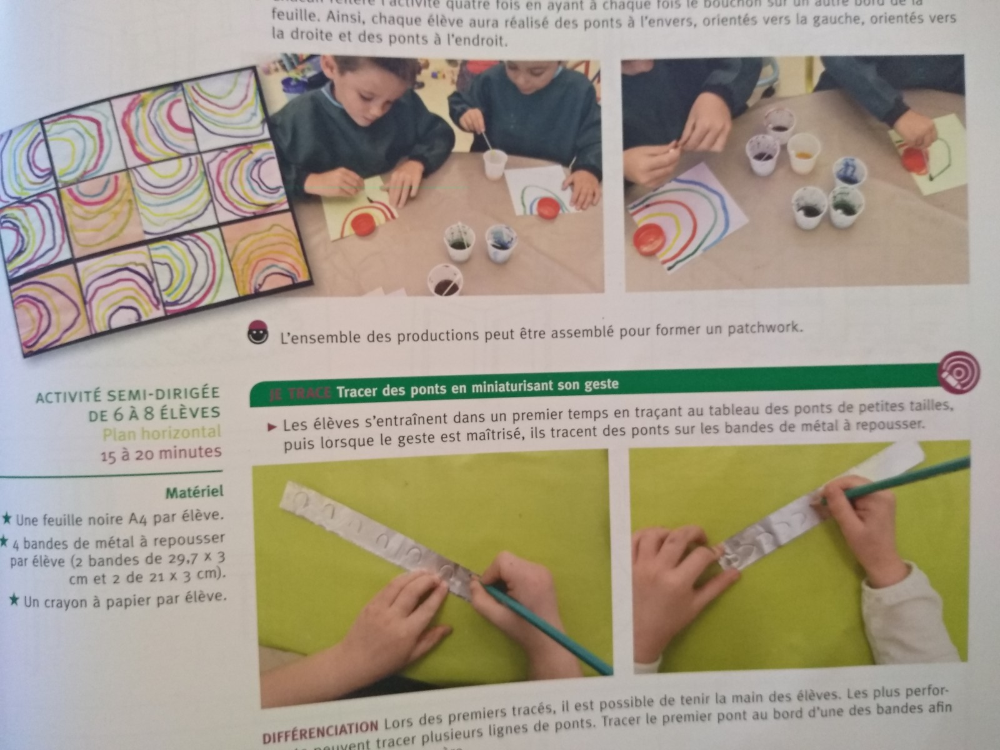 l'activité quatre fois en ayant à chaque fois le bouchon sur un autre bord de la
feuille. Ainsi, chaque élève aura réalisé des ponts à l'envers, orientés vers la gauche, orientés vers
la droite et des ponts à l'endroit.
L'ensemble des productions peut être assemblé pour former un patchwork.
ACTIVITÉ SEMI-DIRIGÉE
DE 6 À 8 ÉLÈVES
Plan horizontal
15 à 20 minutes
Matériel
★ Une feuille noire A4 par élève.
★ 4 bandes de métal à repousser
par élève (2 bandes de 29,7 x 3
cm et 2 de 21 x 3 cm).
★ Un crayon à papier par élève.
JE TRACE Tracer des ponts en miniaturisant son geste
► Les élèves s'entraînent dans un premier temps en traçant au tableau des ponts de petites tailles,
puis lorsque le geste est maîtrisé, ils tracent des ponts sur les bandes de métal à repousser.
DIFFÉRENCIATION Lors des premiers tracés, il est possible de tenir la main des élèves. Les plus perfor-
peuvent tracer plusieurs lignes de ponts. Tracer le premier pont au bord d'une des bandes afin